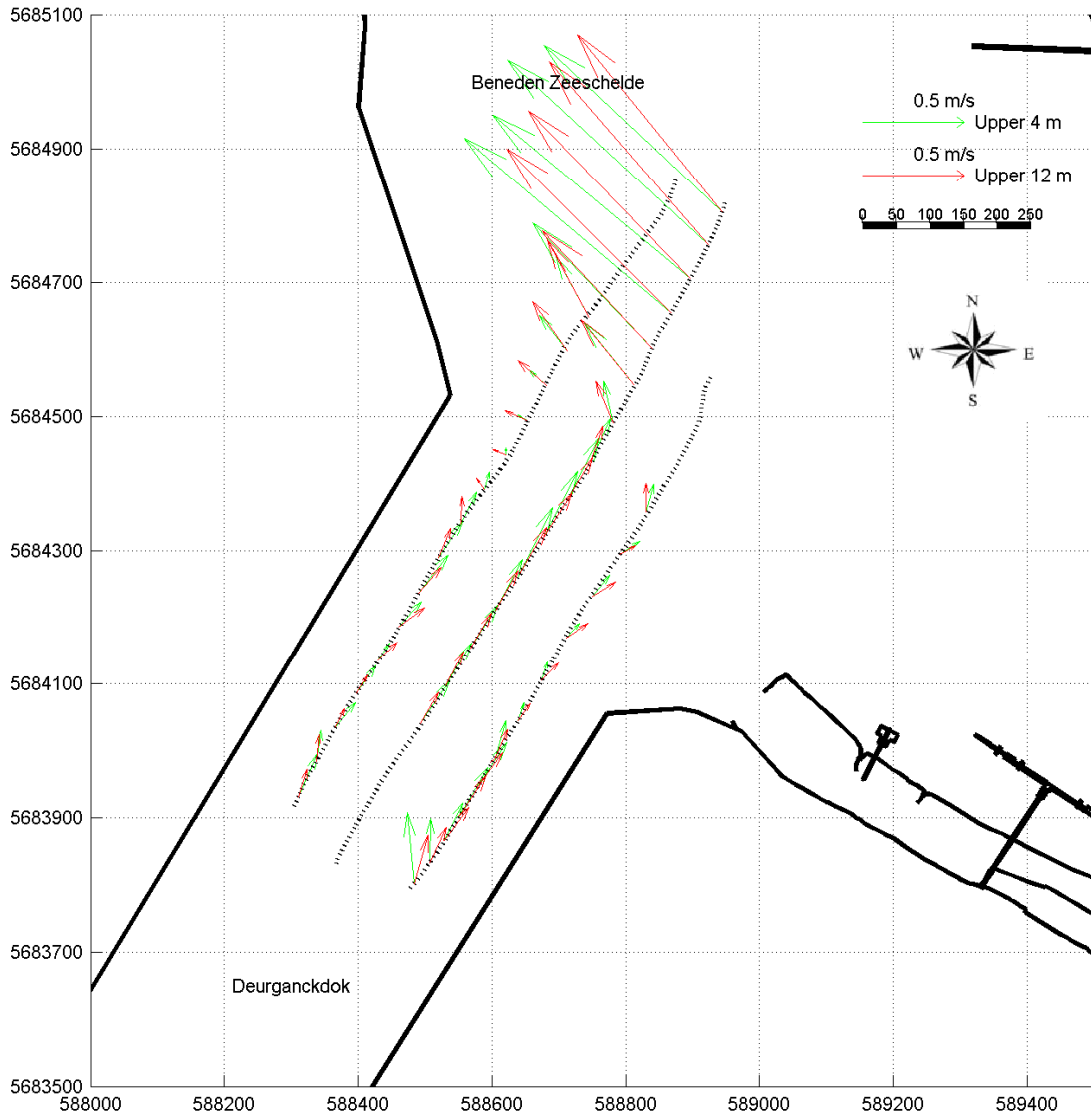 5685100
Beneden Zeeschelde
0.5 m/s
Upper 4 m
5684900
0.5 m/s
Upper 12 m
0 50 100 150 200 250
5684700
N
W E
S
5684500
5684300
5684100
5683900
5683700
Deurganckdok
5683500
588000 588200 588400 588600 588800 589000 589200 589400